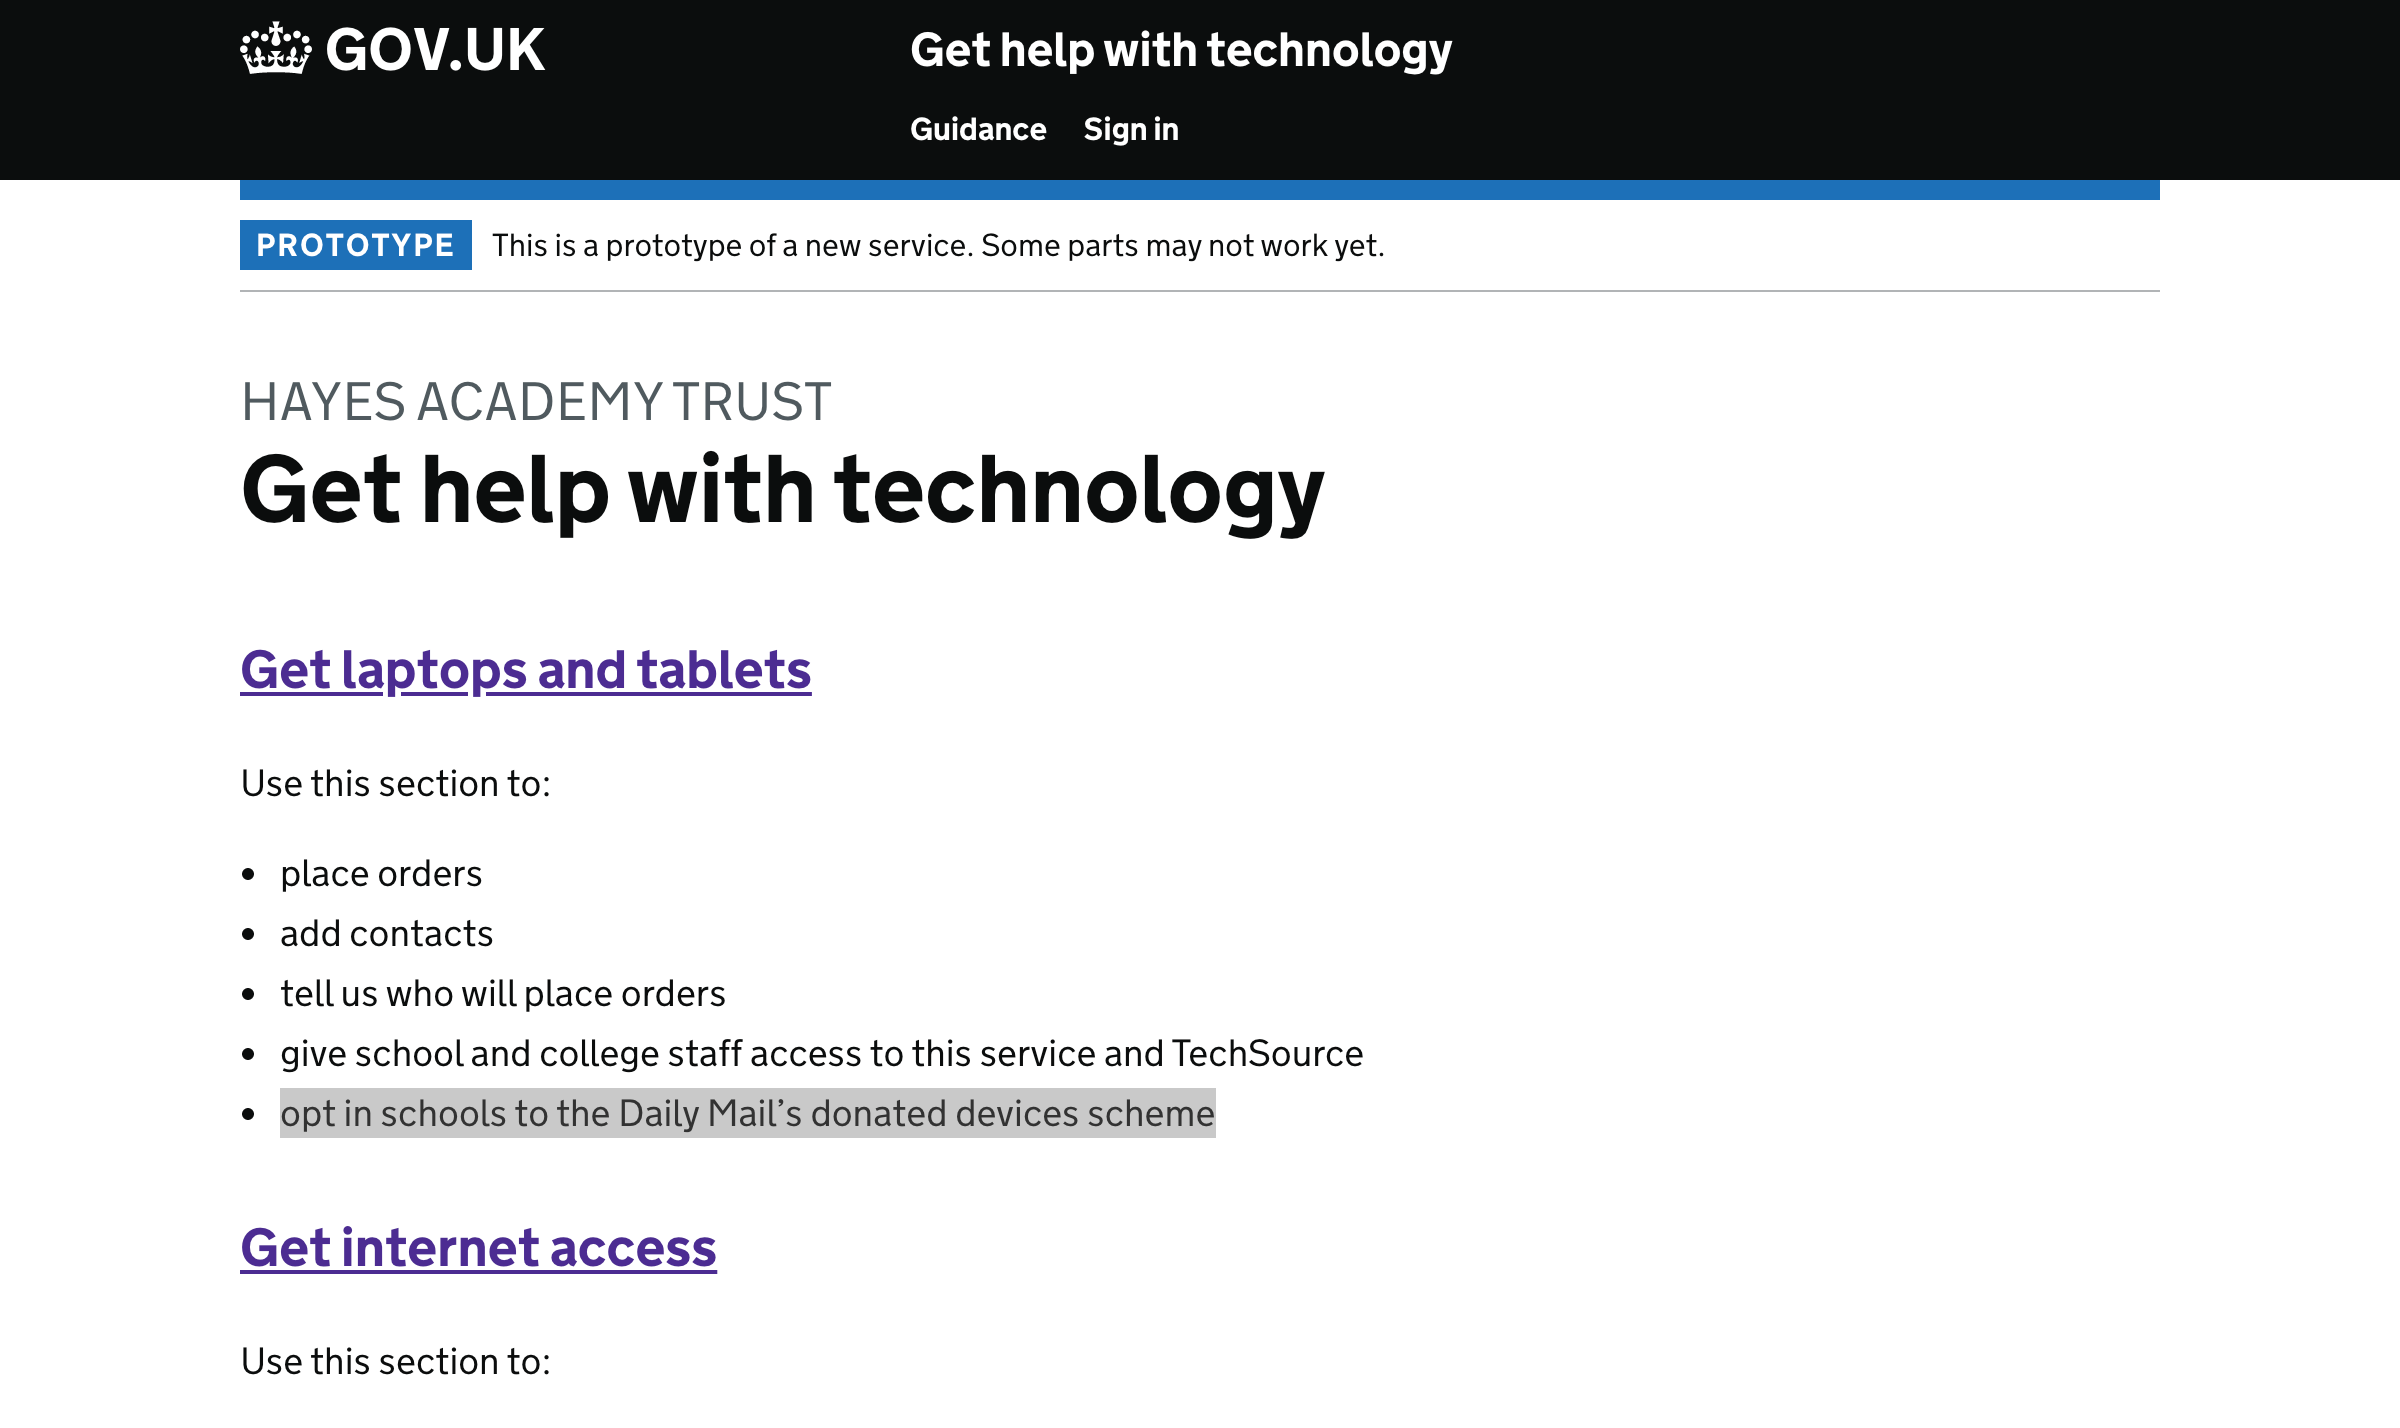 GOV.UK
Get help with technology
Guidance Sign in
PROTOTYPE This is a prototype of a new service. Some parts may not work yet.
HAYES ACADEMY TRUST
Get help with technology
Get laptops and tablets
Use this section to:
• place orders
• add contacts
• tell us who will place orders
• give school and college staff access to this service and TechSource
• opt in schools to the Daily Mail’s donated devices scheme
Get internet access
Use this section to: